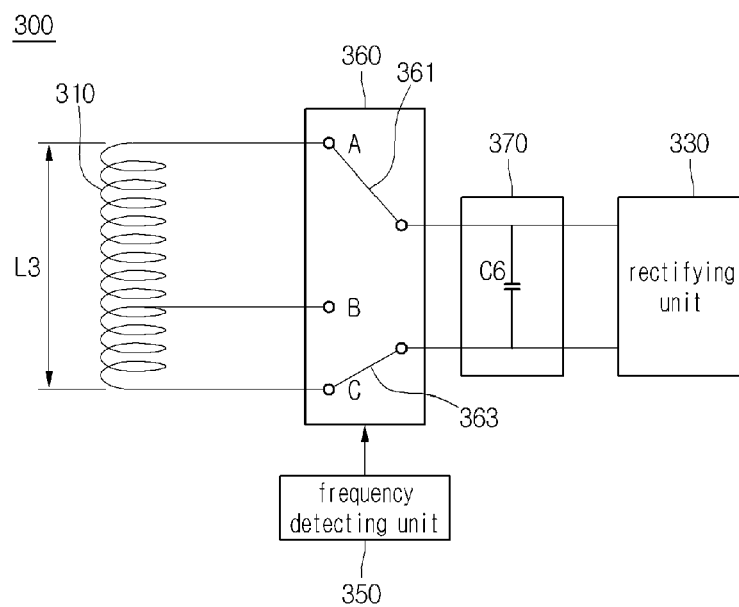 300
360
361
310
A
370
330
L3
C6
rectifying
unit
B
C
363
frequency
detecting unit
350